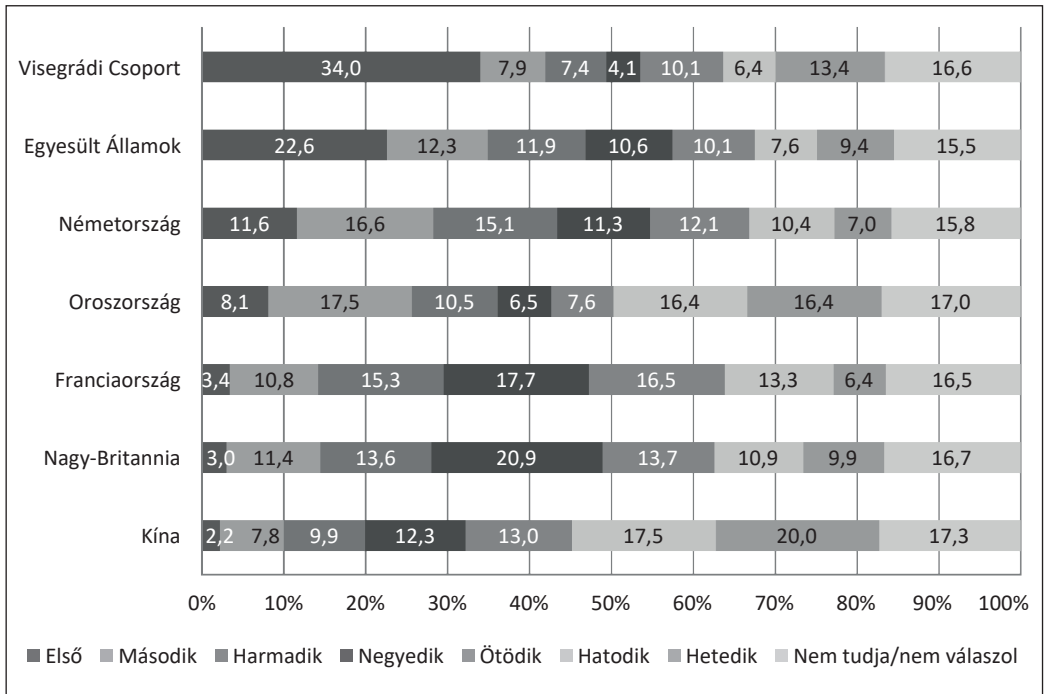 Visegrádi Csoport 34,0 7,9 7,4 4,1 10,1 6,4 13,4 16,6
Egyesült Államok 22,6 12,3 11,9 10,6 10,1 7,6 9,4 15,5
Németország 11,6 16,6 15,1 11,3 12,1 10,4 7,0 15,8
Oroszország 8,1 17,5 10,5 6,5 7,6 16,4 16,4 17,0
Franciaország 3,4 10,8 15,3 17,7 16,5 13,3 6,4 16,5
Nagy-Britannia 3,0 11,4 13,6 20,9 13,7 10,9 9,9 16,7
Kína 2,2 7,8 9,9 12,3 13,0 17,5 20,0 17,3
0% 10% 20% 30% 40% 50% 60% 70% 80% 90% 100%
Első Második Harmadik Negyedik Ötödik Hatodik Hetedik Nem tudja/nem válaszol